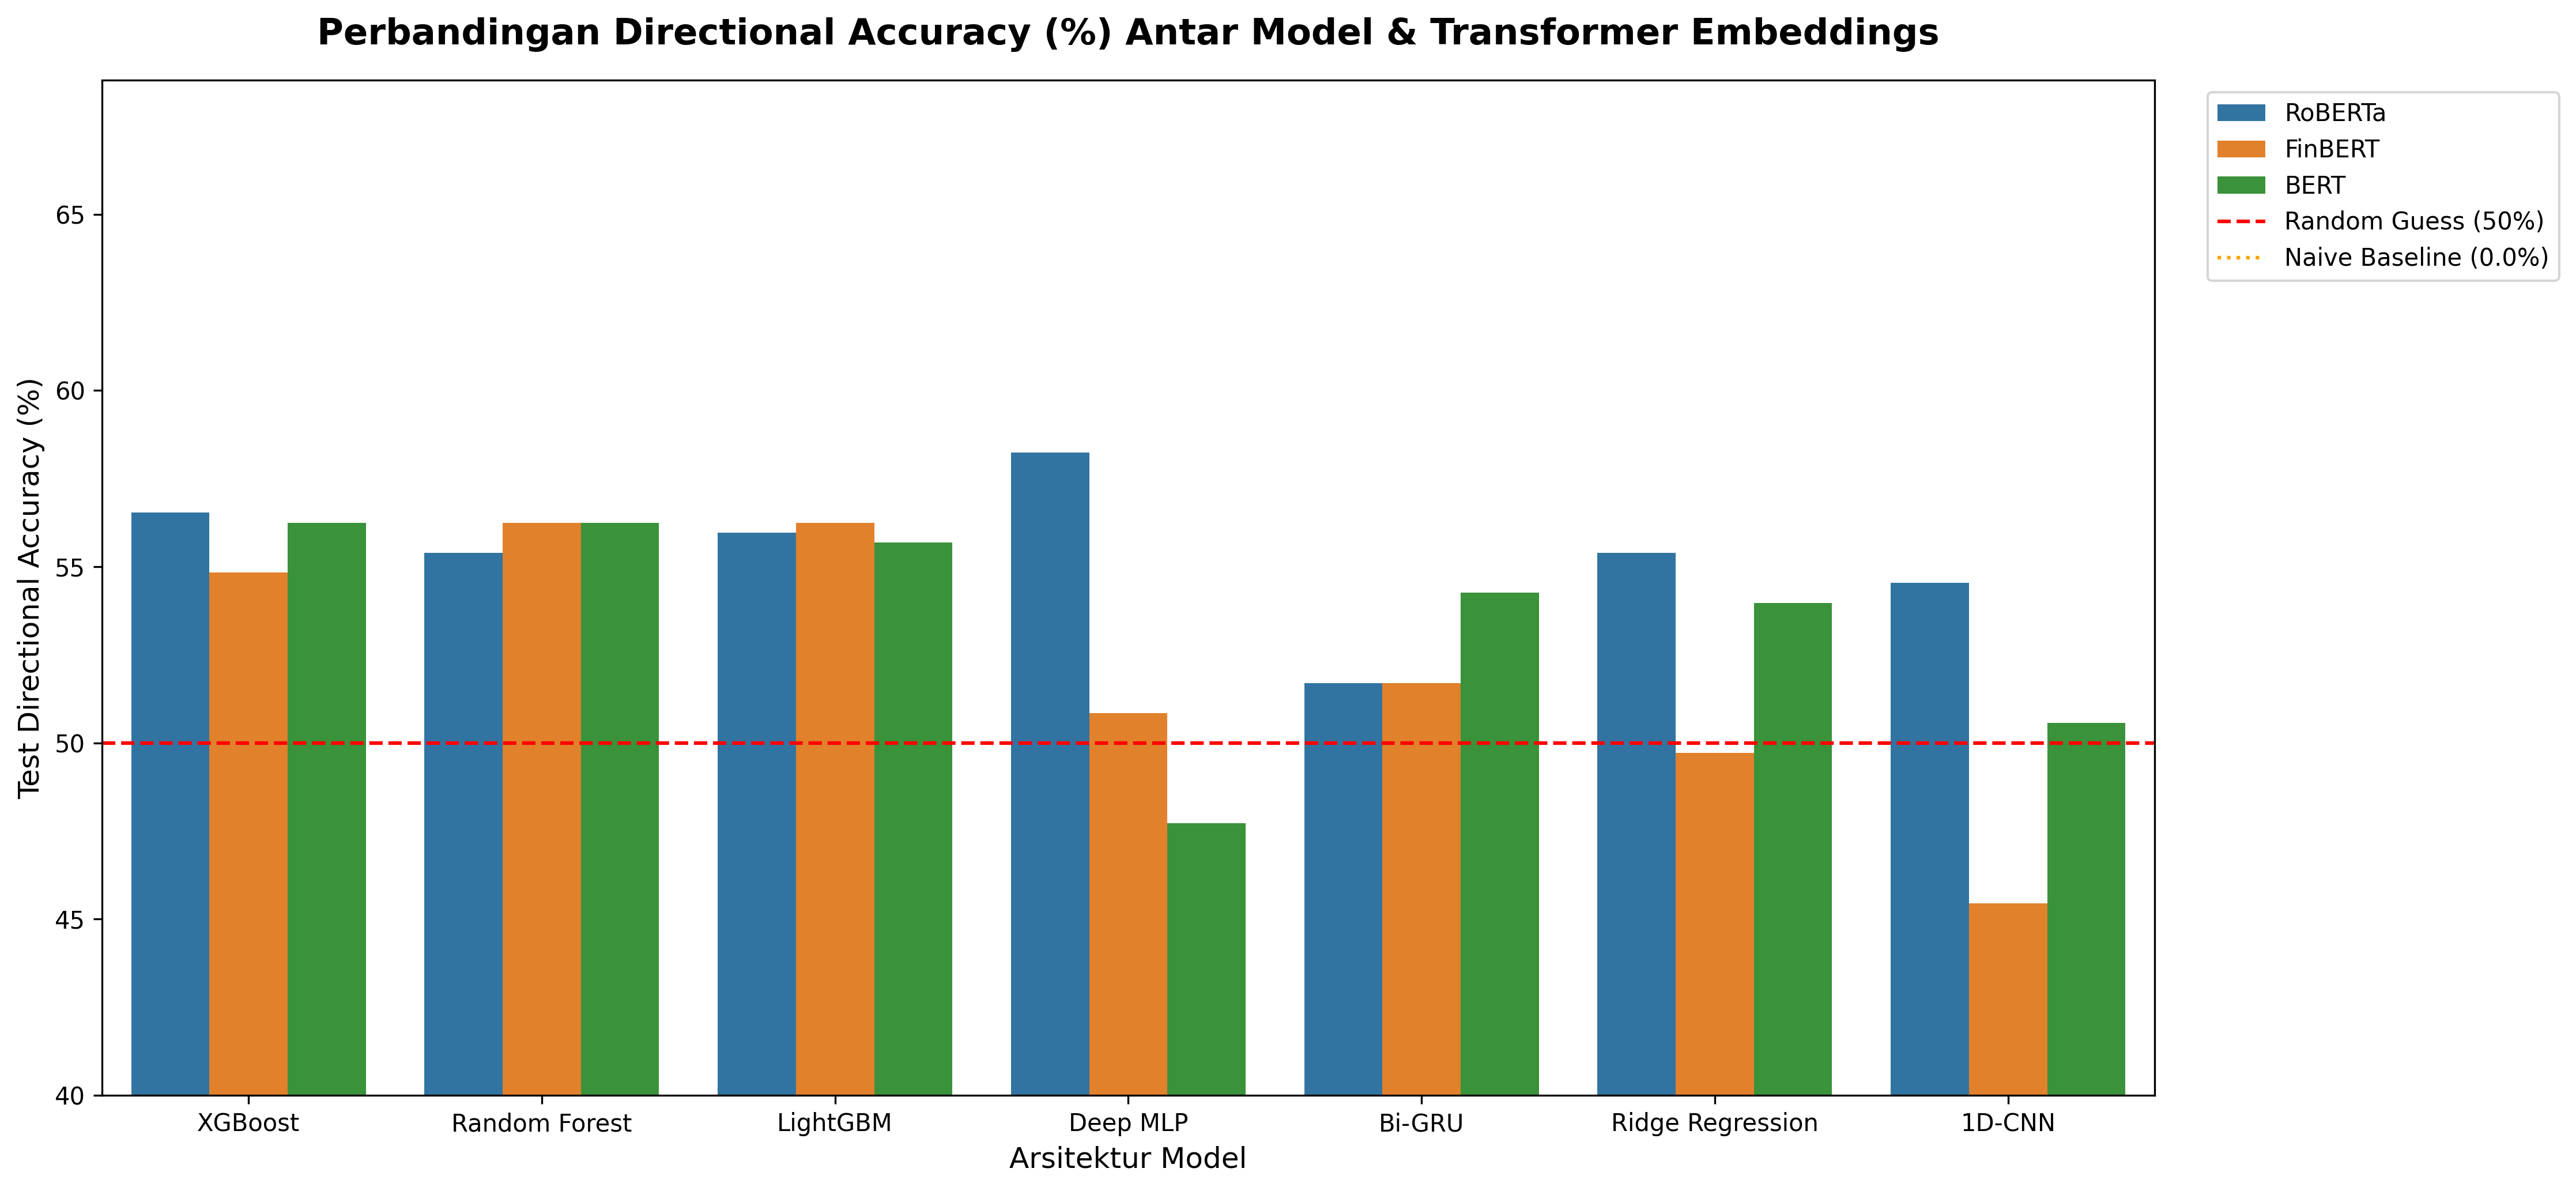 Perbandingan Directional Accuracy (%) Antar Model & Transformer Embeddings
RoBERTa
FinBERT
BERT
Random Guess (50%)
Naive Baseline (0.0%)
Test Directional Accuracy (%)
65
60
55
50
45
40
XGBoost
Random Forest
LightGBM
Deep MLP
Bi-GRU
Ridge Regression
1D-CNN
Arsitektur Model